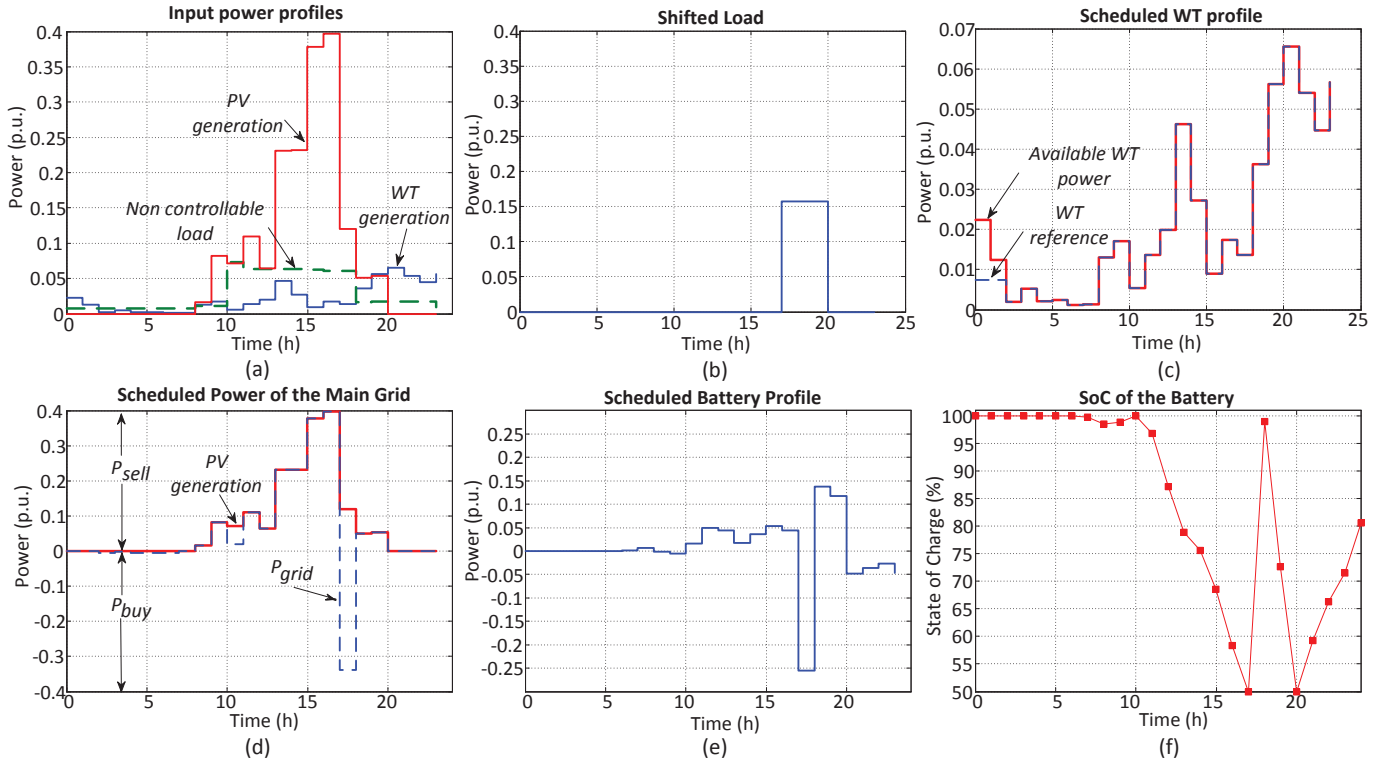 Input power profiles
0.4
0.35
0.3
0.25
0.2
0.15
0.1
0.05
0
0
5
10
15
20
Power (p.u.)
Time (h)
PV
generation
Non controllable
load
WT
generation
(a)
Shifted Load
0.4
0.35
0.3
0.25
0.2
0.15
0.1
0.05
0
0
5
10
15
20
25
Power (p.u.)
Time (h)
(b)
Scheduled WT profile
0.07
0.06
0.05
0.04
0.03
0.02
0.01
0
0
5
10
15
20
25
Power (p.u.)
Time (h)
Available WT
power
WT
reference
(c)
Scheduled Power of the Main Grid
0.4
0.3
0.2
0.1
0
-0.1
-0.2
-0.3
-0.4
0
5
10
15
20
Power (p.u.)
Time (h)
Psell
PV
generation
Pgrid
Pbuy
(d)
Scheduled Battery Profile
0.25
0.2
0.15
0.1
0.05
0
-0.05
-0.1
0.15
-0.2
-0.25
0
5
10
15
20
Power (p.u.)
Time (h)
(e)
SoC of the Battery
100
95
90
85
80
75
70
65
60
55
50
0
5
10
15
20
State of Charge (%)
Time (h)
(f)